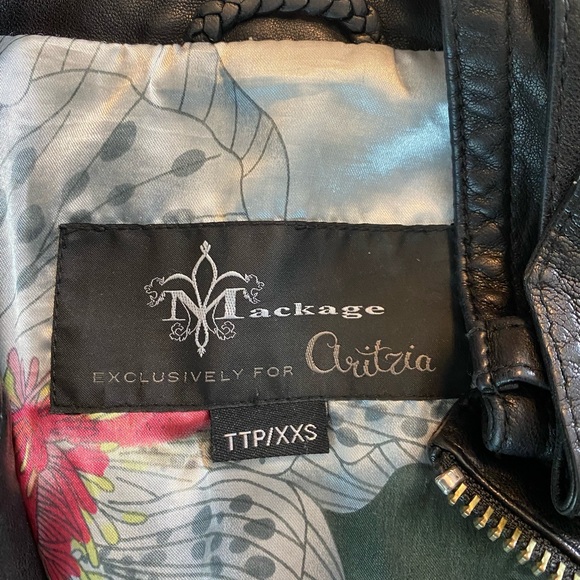 Mackage
EXCLUSIVELY FOR Aritzia
TTP/XXS